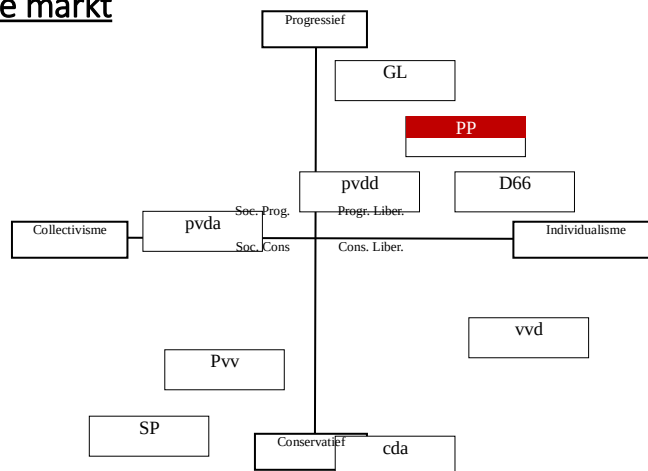 e markt
Progressief
GL
PP
pvdd
D66
Soc. Prog.
Progr. Liber.
pvda
Collectivisme
Individualisme
Soc. Cons
Cons. Liber.
vvd
Pvv
SP
Conservatief
cda